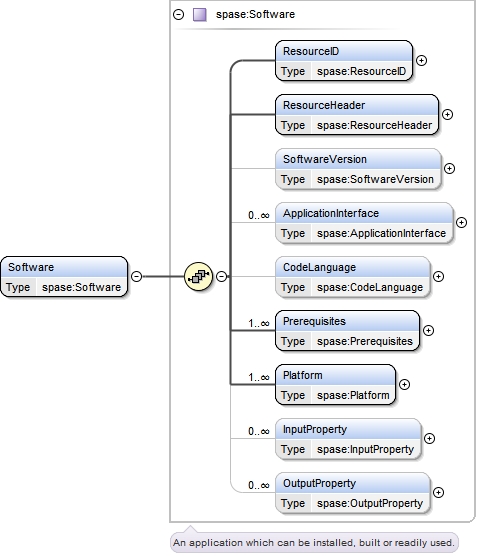 spase:Software
ResourceID
Type spase:ResourceID
ResourceHeader
Type spase:ResourceHeader
SoftwareVersion
Type spase:SoftwareVersion
0..∞ ApplicationInterface
Type spase:ApplicationInterface
Software
Type spase:Software
CodeLanguage
Type spase:CodeLanguage
1..∞ Prerequisites
Type spase:Prerequisites
1..∞ Platform
Type spase:Platform
0..∞ InputProperty
Type spase:InputProperty
0..∞ OutputProperty
Type spase:OutputProperty
An application which can be installed, built or readily used.